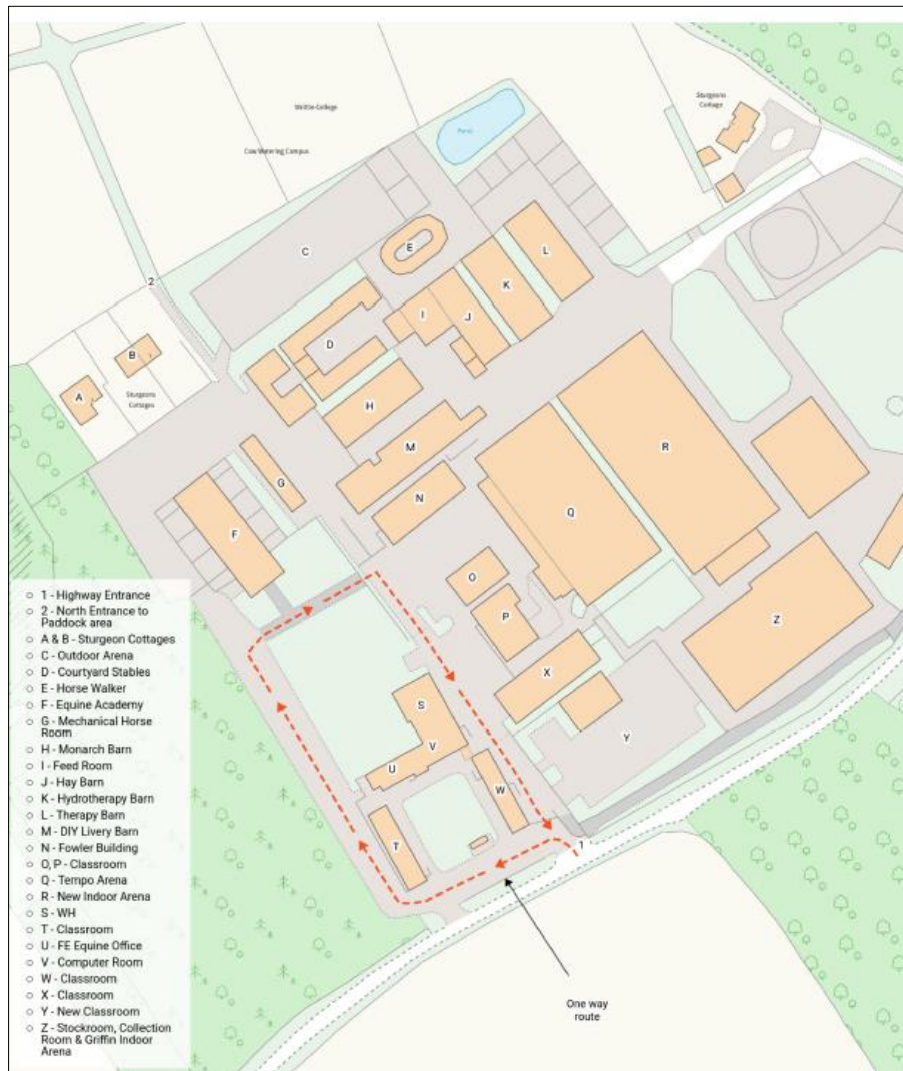 Writtle College
Cow Watering Campus
Pond
Sturgeons
Cottage
C
E
L
K
I
J
2
D
B
A
Sturgeons
Cottages
H
M
R
G
N
Q
F
O
P
Z
X
S
V
Y
U
W
T
1
One way
route
1 - Highway Entrance
2 - North Entrance to
Paddock area
A & B - Sturgeon Cottages
C - Outdoor Arena
D - Courtyard Stables
E - Horse Walker
F - Equine Academy
G - Mechanical Horse
Room
H - Monarch Barn
I - Feed Room
J - Hay Barn
K - Hydrotherapy Barn
L - Therapy Barn
M - DIY Livery Barn
N - Fowler Building
O, P - Classroom
Q - Tempo Arena
R - New Indoor Arena
S - WH
T - Classroom
U - FE Equine Office
V - Computer Room
W - Classroom
X - Classroom
Y - New Classroom
Z - Stockroom, Collection
Room & Griffin Indoor
Arena